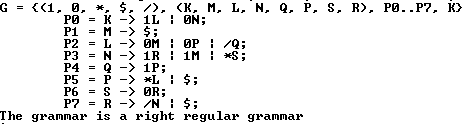 G = {{1, 0, *, $, /}, {K, M, L, N, Q, P, S, R}, P0..P7, K}
P0 = K -> 1L ¦ 0N;
P1 = M -> $;
P2 = L -> 0M ¦ 0P ¦ /Q;
P3 = N -> 1R ¦ 1M ¦ *S;
P4 = Q -> 1P;
P5 = P -> *L ¦ $;
P6 = S -> 0R;
P7 = R -> /N ¦ $;
The grammar is a right regular grammar